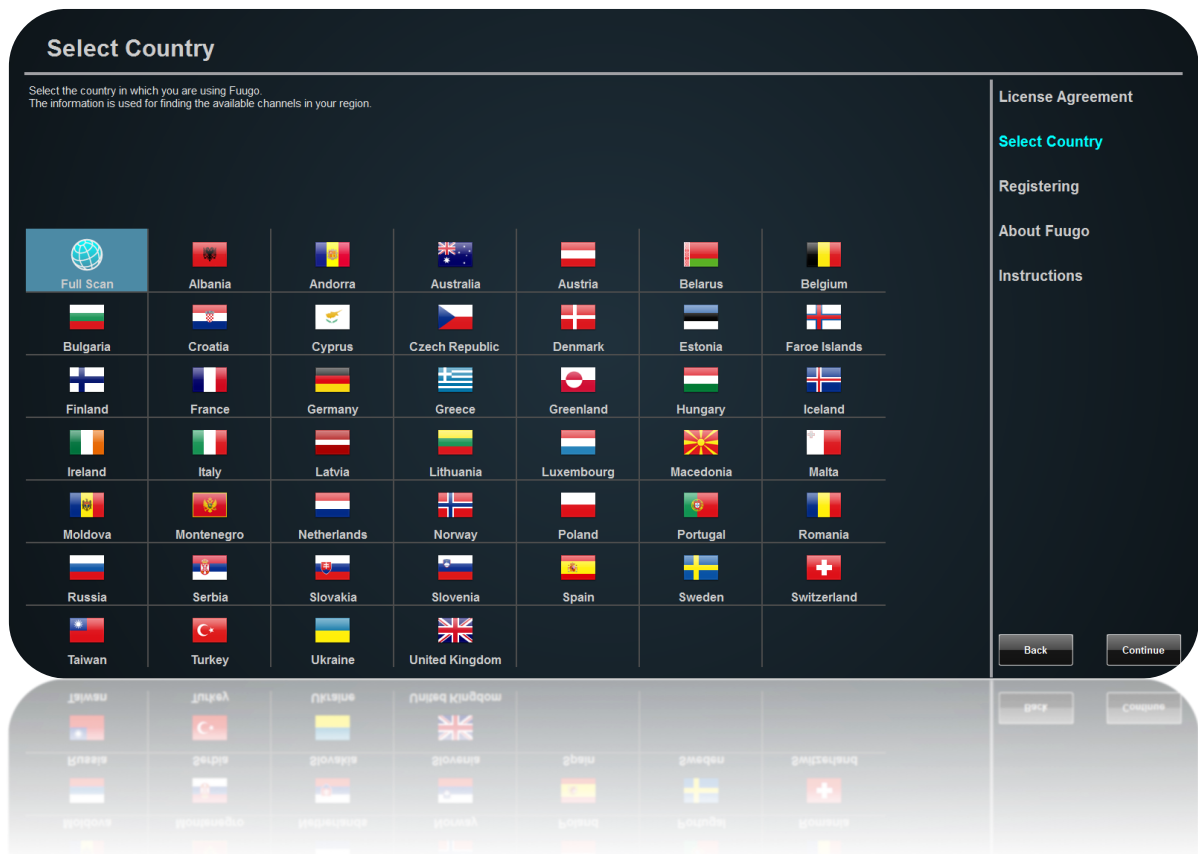 Select Country
Select the country in which you are using Fuugo.
The information is used for finding the available channels in your region.
License Agreement
Select Country
Registering
About Fuugo
Instructions
Full Scan
Albania
Andorra
Australia
Austria
Belarus
Belgium
Bulgaria
Croatia
Cyprus
Czech Republic
Denmark
Estonia
Faroe Islands
Finland
France
Germany
Greece
Greenland
Hungary
Iceland
Ireland
Italy
Latvia
Lithuania
Luxembourg
Macedonia
Malta
Moldova
Montenegro
Netherlands
Norway
Poland
Portugal
Romania
Russia
Serbia
Slovakia
Slovenia
Spain
Sweden
Switzerland
Taiwan
Turkey
Ukraine
United Kingdom
Back
Continue